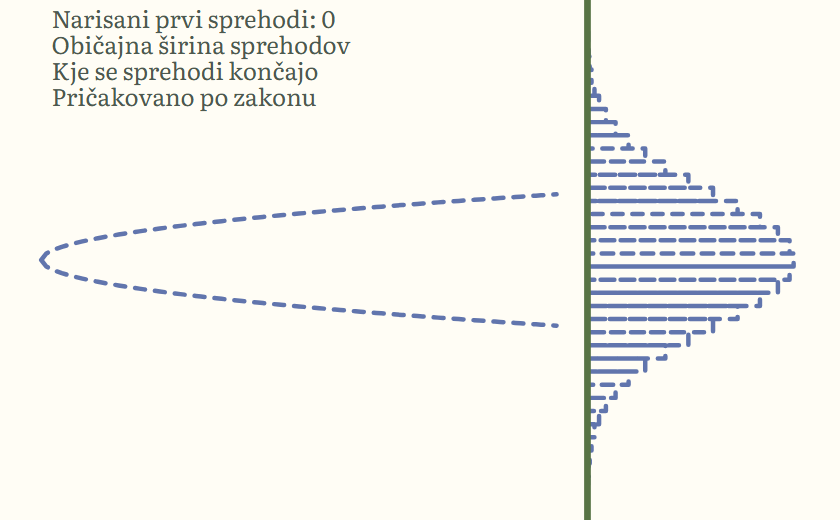 Narisani prvi sprehodi: 0
Običajna širina sprehodov
Kje se sprehodi končajo
Pričakovano po zakonu